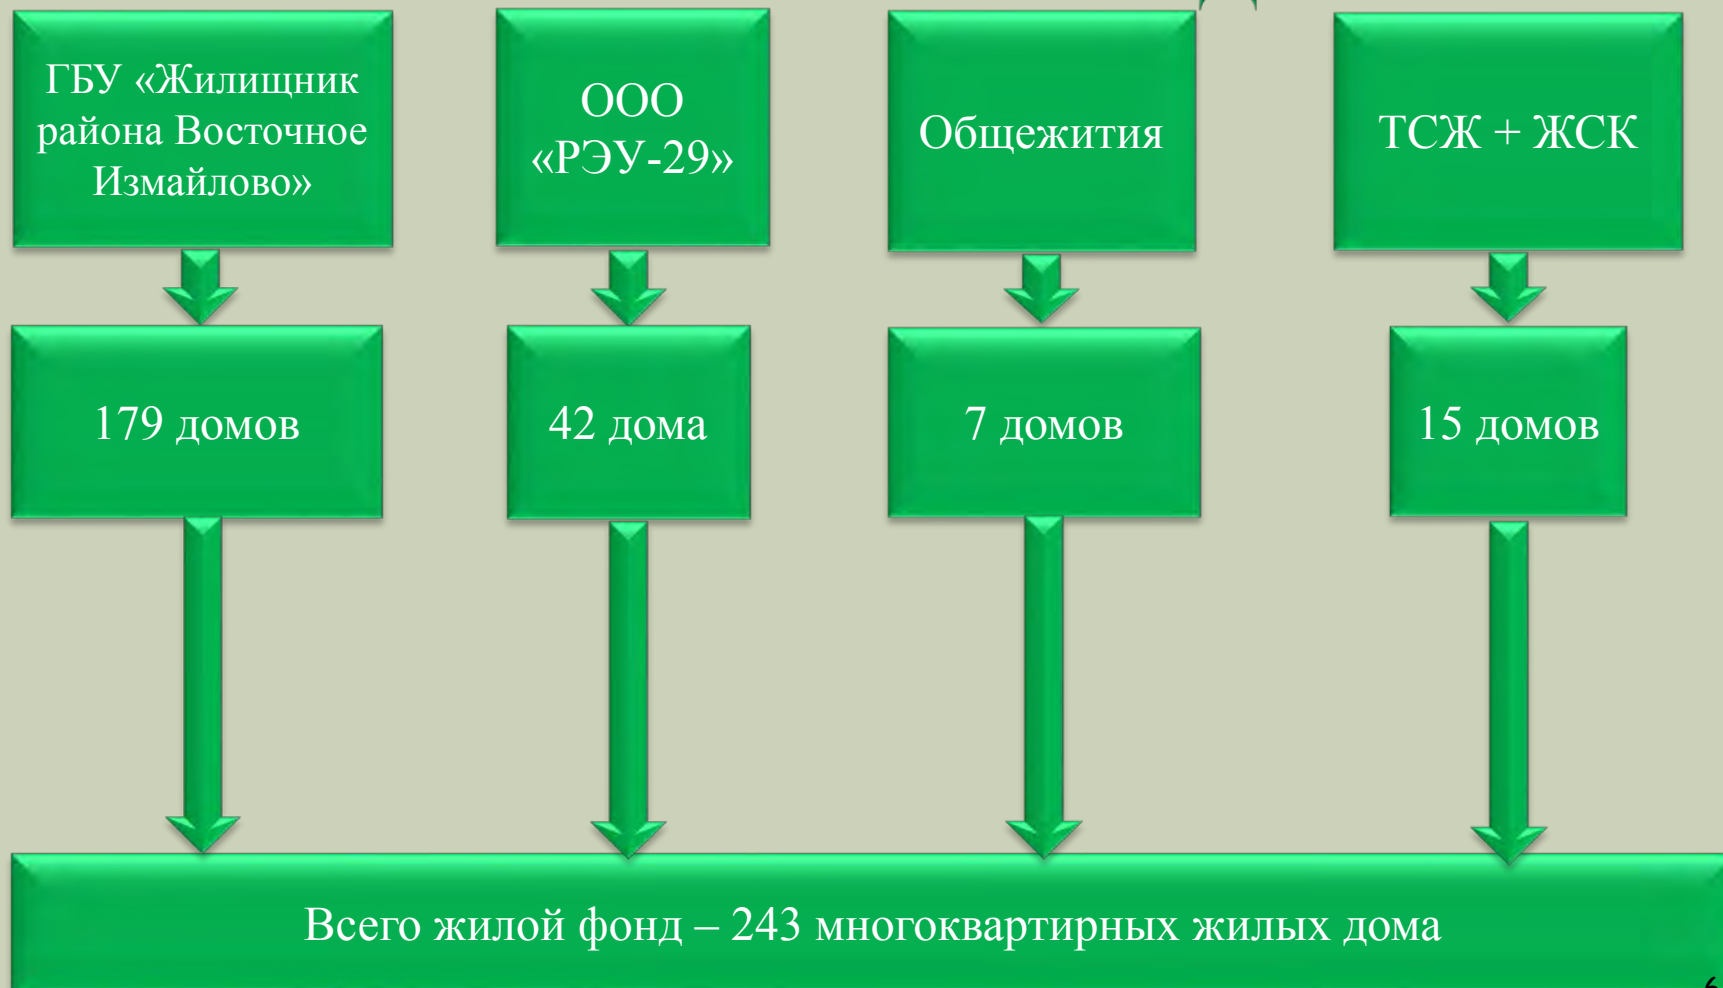 ГБУ «Жилищник
района Восточное
Измайлово»
ООО
«РЭУ-29»
Общежития
ТСЖ + ЖСК
179 домов
42 дома
7 домов
15 домов
Всего жилой фонд – 243 многоквартирных жилых дома